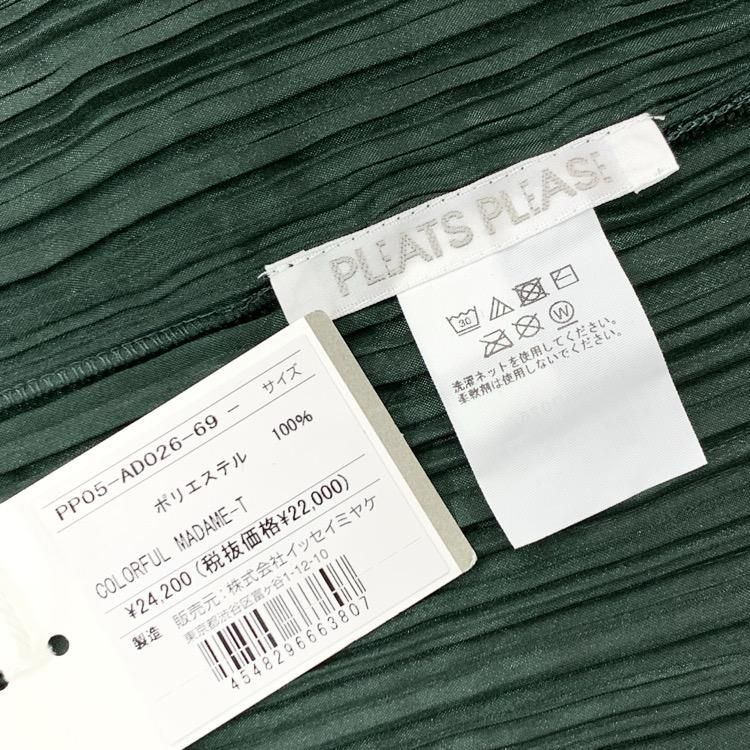 PLEATS PLEASE
30
W
洗濯ネットを使用してください。
柔軟剤は使用しないでください。
PP05-AD026-69 - サイズ
ポリエステル 100%
COLORFUL MADAME-T
¥24,200 (税抜価格¥22,000)
製造 販売元:株式会社イッセイミヤケ
東京都渋谷区富ヶ谷1-12-10
4548296663807